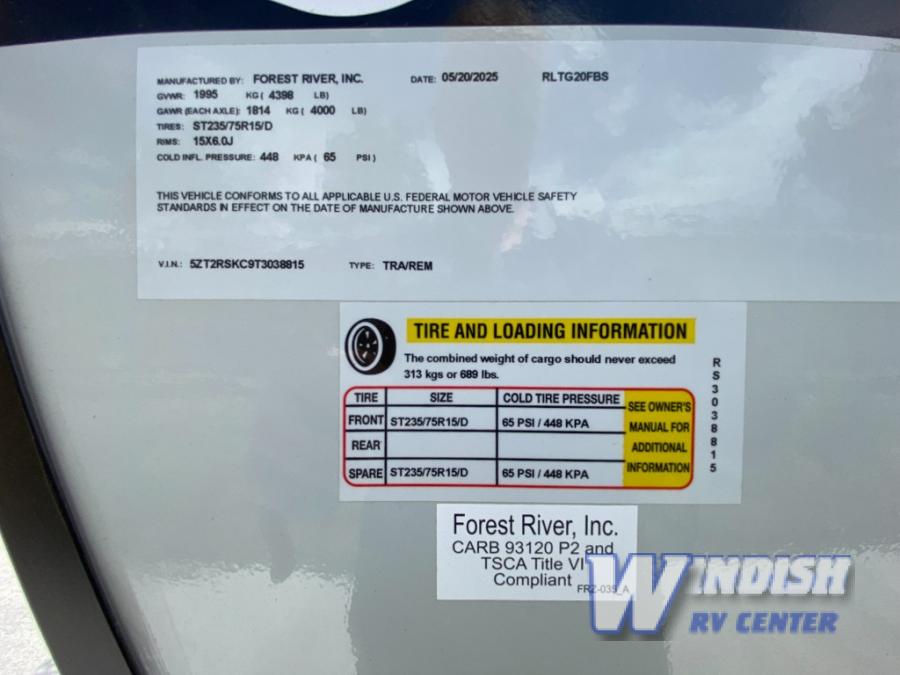 MANUFACTURED BY: FOREST RIVER, INC. DATE: 05/20/2025 RLTG20FBS
GVWR: 1995 KG ( 4398 LB)
GAWR (EACH AXLE): 1814 KG ( 4000 LB)
TIRES: ST235/75R15/D
RIMS: 15X6.0J
COLD INFL. PRESSURE: 448 KPA ( 65 PSI )
THIS VEHICLE CONFORMS TO ALL APPLICABLE U.S. FEDERAL MOTOR VEHICLE SAFETY
STANDARDS IN EFFECT ON THE DATE OF MANUFACTURE SHOWN ABOVE.
V.I.N.: 5ZT2RSKC9T3038815 TYPE: TRA/REM
TIRE AND LOADING INFORMATION
The combined weight of cargo should never exceed
313 kgs or 689 lbs.
TIRE SIZE COLD TIRE PRESSURE
FRONT ST235/75R15/D 65 PSI / 448 KPA
REAR
SPARE ST235/75R15/D 65 PSI / 448 KPA
SEE OWNER'S
MANUAL FOR
ADDITIONAL
INFORMATION
RS3038815
Forest River, Inc.
CARB 93120 P2 and
TSCA Title VI
Compliant
FRZ-035_A
WINDISH
RV CENTER